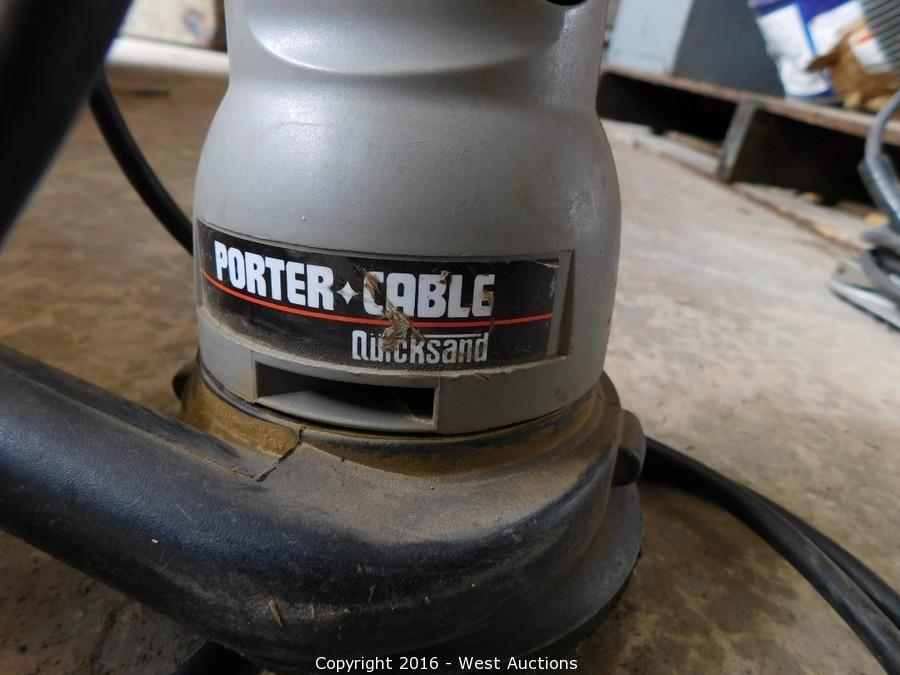 PORTER✦CABLE
Quicksand
Copyright 2016 - West Auctions